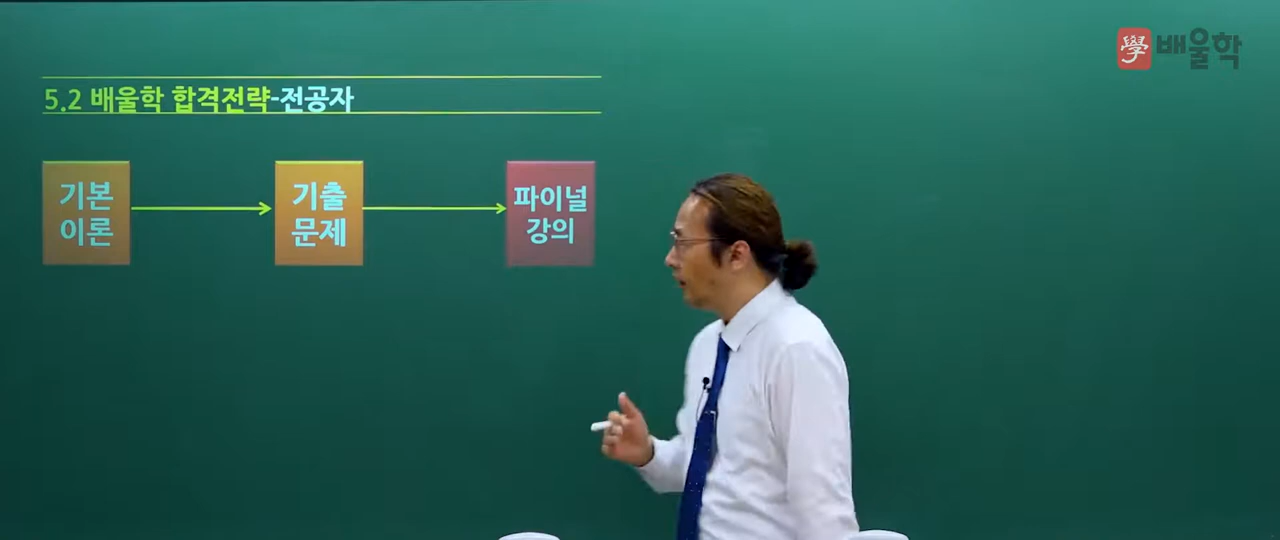 學 배울학
5.2 배울학 합격전략-전공자
기본
이론
기출
문제
파이널
강의